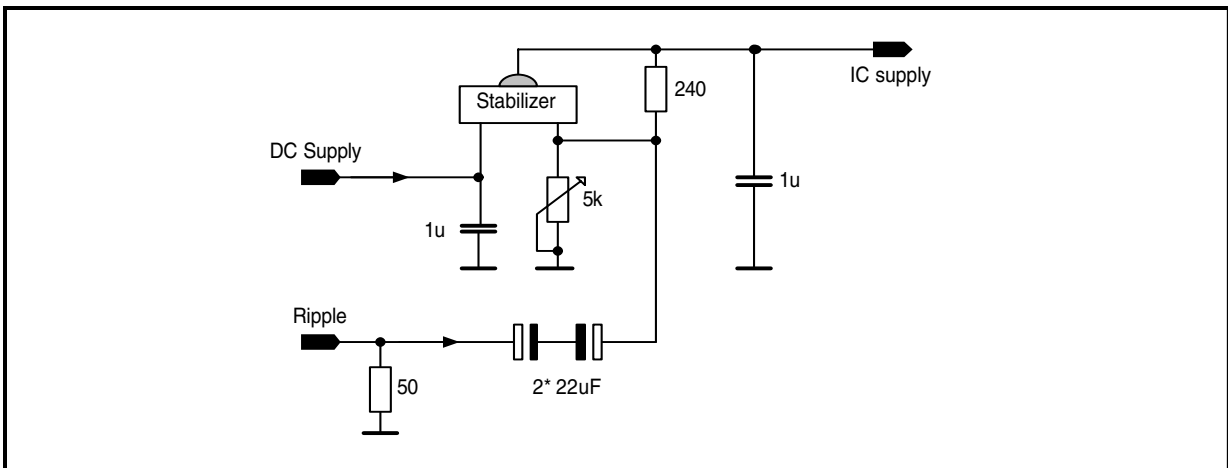 IC supply
240
Stabilizer
DC Supply
5k
1u
1u
Ripple
50
2* 22uF